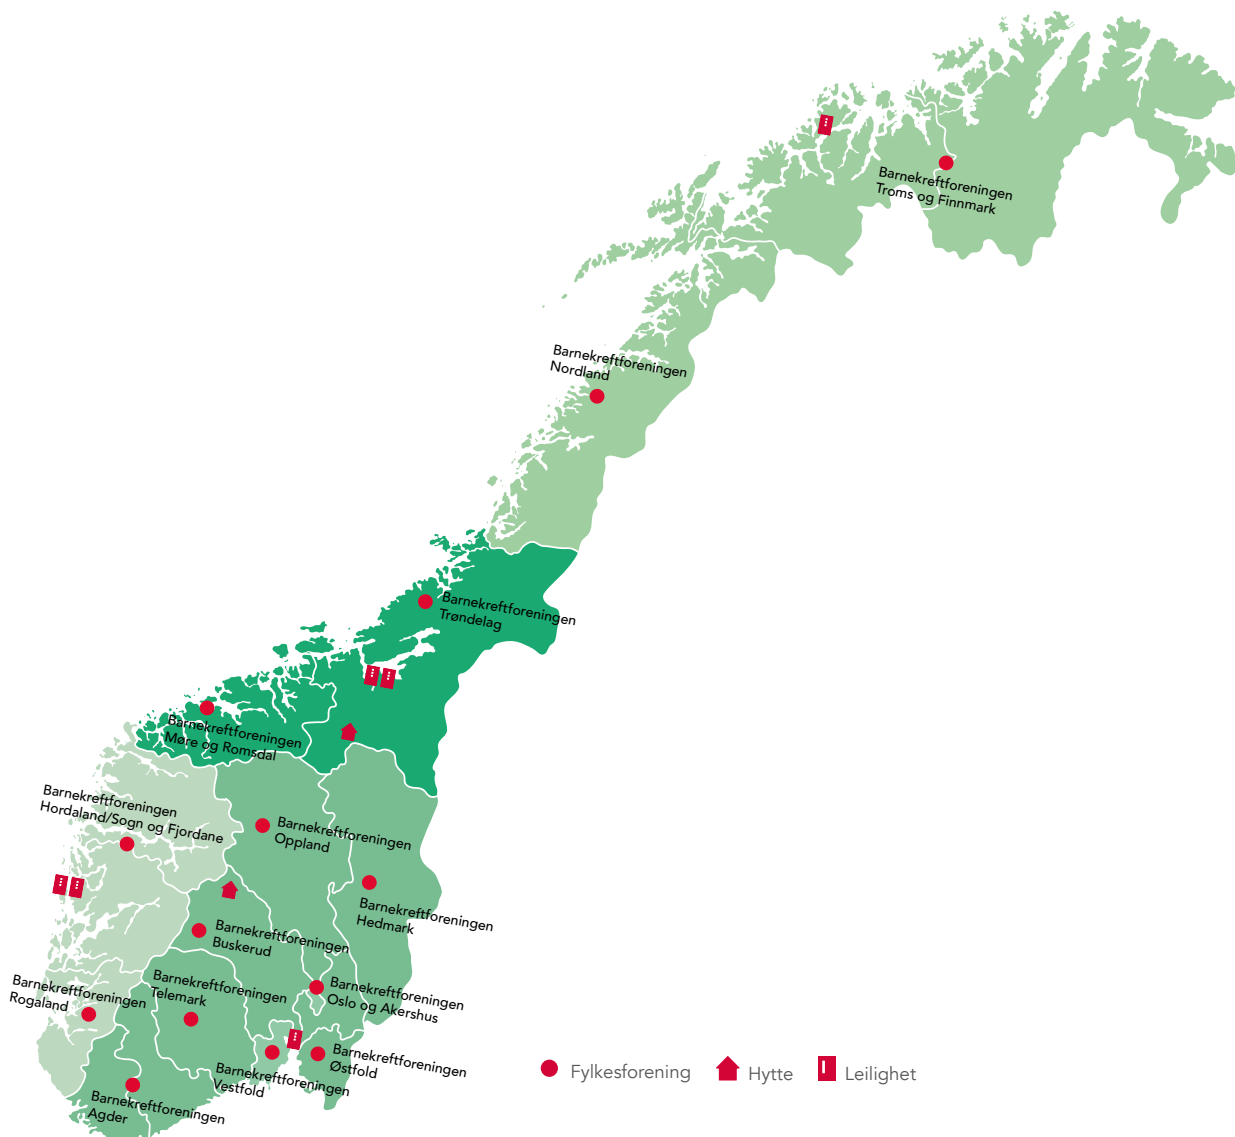 Barnekreftforeningen
Troms og Finnmark
Barnekreftforeningen
Nordland
Barnekreftforeningen
Trøndelag
Barnekreftforeningen
Møre og Romsdal
Barnekreftforeningen
Hordaland/Sogn og Fjordane
Barnekreftforeningen
Oppland
Barnekreftforeningen
Hedmark
Barnekreftforeningen
Buskerud
Barnekreftforeningen
Telemark
Barnekreftforeningen
Rogaland
Barnekreftforeningen
Oslo og Akershus
Barnekreftforeningen
Østfold
Barnekreftforeningen
Vestfold
Barnekreftforeningen
Agder
Fylkesforening
Hytte
Leilighet